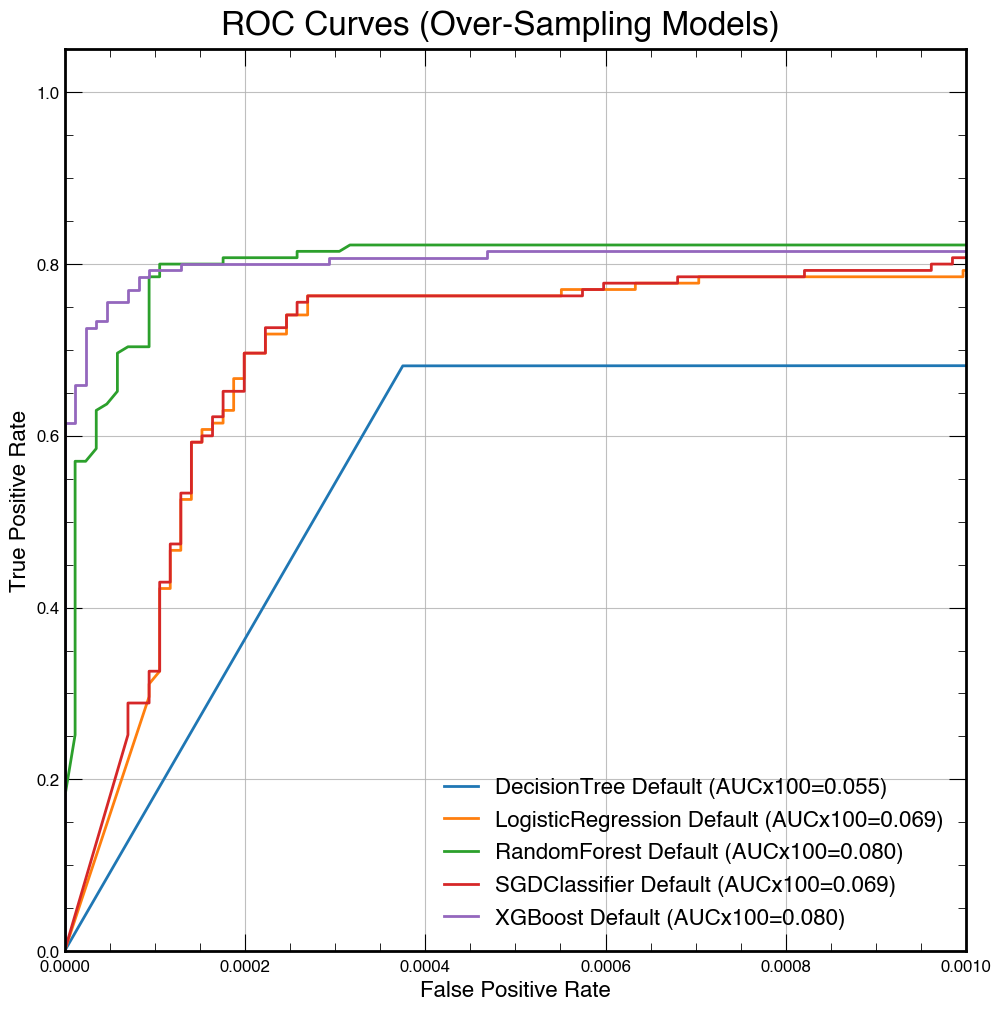 ROC Curves (Over-Sampling Models)
1.0
0.8
0.6
0.4
0.2
0.0
True Positive Rate
DecisionTree Default (AUCx100=0.055)
LogisticRegression Default (AUCx100=0.069)
RandomForest Default (AUCx100=0.080)
SGDClassifier Default (AUCx100=0.069)
XGBoost Default (AUCx100=0.080)
0.0000 0.0002 0.0004 0.0006 0.0008 0.0010
False Positive Rate